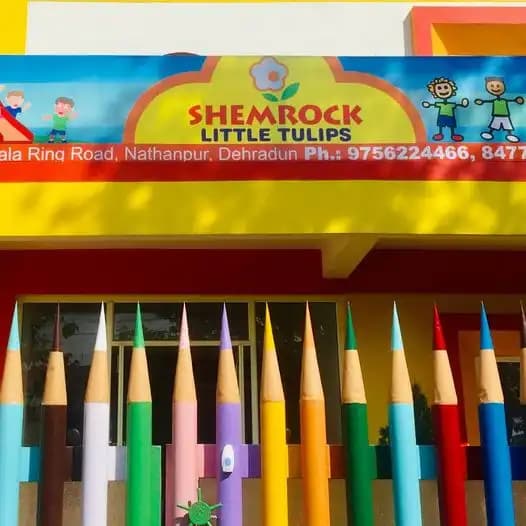 SHEMROCK
LITTLE TULIPS
ala Ring Road, Nathanpur, Dehradun Ph.: 9756224466, 8477